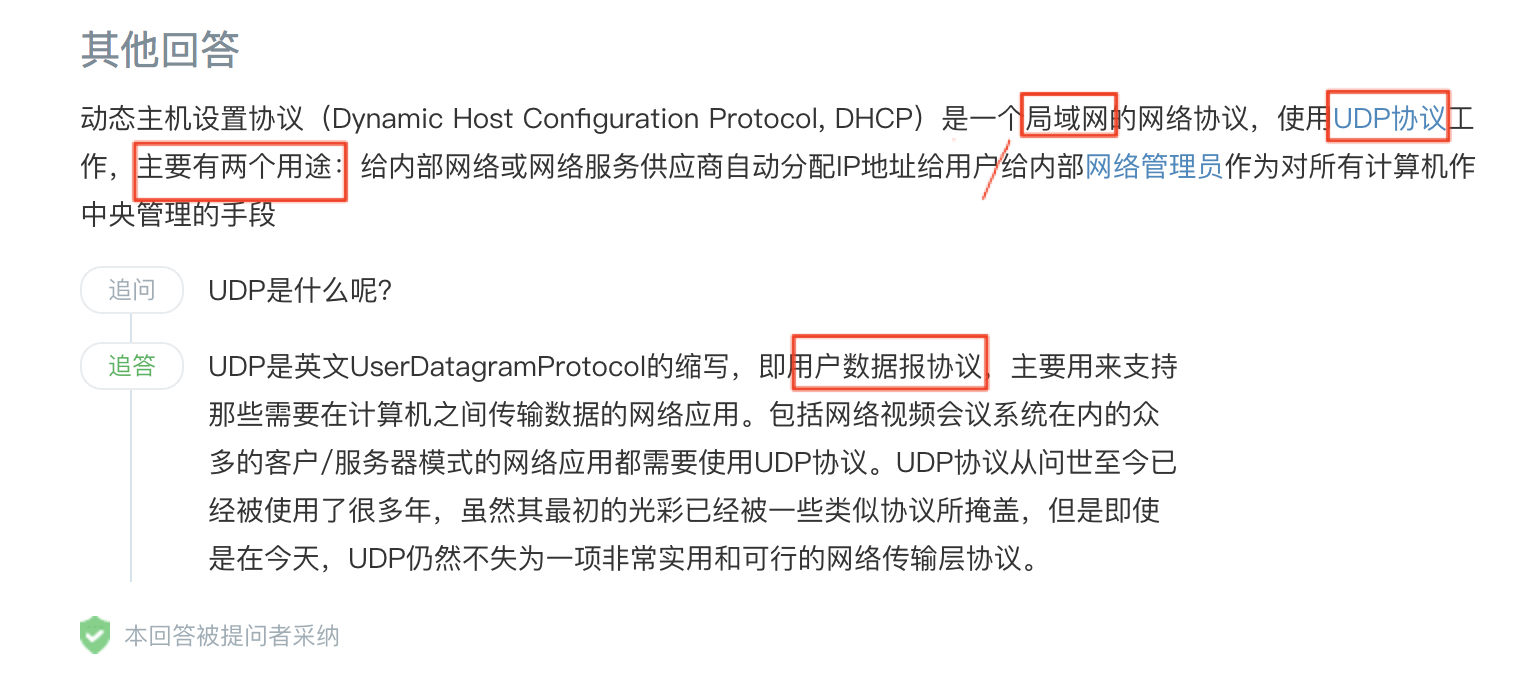 其他回答
动态主机设置协议（Dynamic Host Configuration Protocol, DHCP）是一个局域网的网络协议，使用UDP协议工
作，主要有两个用途：给内部网络或网络服务供应商自动分配IP地址给用户给内部网络管理员作为对所有计算机作
中央管理的手段
追问 UDP是什么呢?
追答 UDP是英文UserDatagramProtocol的缩写，即用户数据报协议，主要用来支持
那些需要在计算机之间传输数据的网络应用。包括网络视频会议系统在内的众
多的客户/服务器模式的网络应用都需要使用UDP协议。UDP协议从问世至今已
经被使用了很多年，虽然其最初的光彩已经被一些类似协议所掩盖，但是即使
是在今天，UDP仍然不失为一项非常实用和可行的网络传输层协议。
本回答被提问者采纳